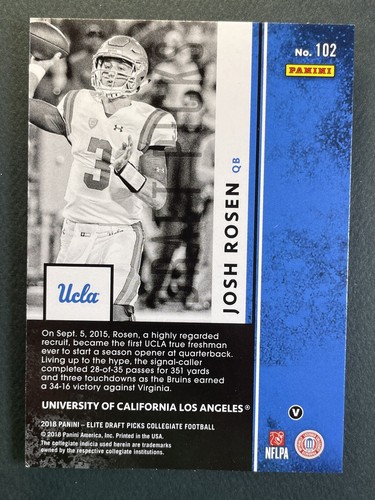 No. 102
PANINI
3
DRAFT PICKS
JOSH ROSEN QB
Ucla
On Sept. 5, 2015, Rosen, a highly regarded
recruit, became the first UCLA true freshman
ever to start a season opener at quarterback.
Living up to the hype, the signal-caller
completed 28-of-35 passes for 351 yards
and three touchdowns as the Bruins earned
a 34-16 victory against Virginia.
UNIVERSITY OF CALIFORNIA LOS ANGELES®
2018 PANINI – ELITE DRAFT PICKS COLLEGIATE FOOTBALL
© 2018 Panini America, Inc. Printed in the USA.
The collegiate indicia used herein are trademarks
owned by the respective collegiate institutions.
V
NFLPA